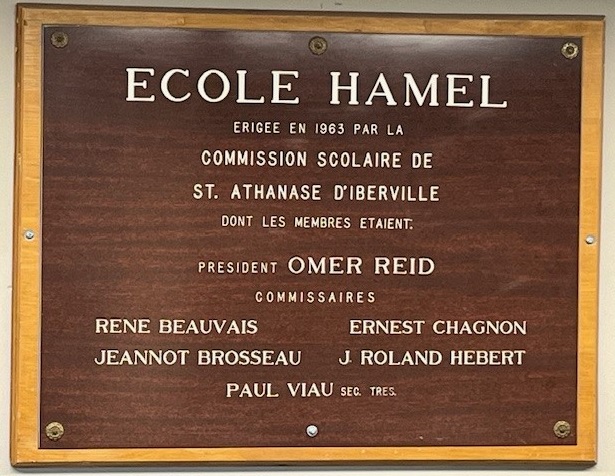 ECOLE HAMEL
ERIGEE EN 1963 PAR LA
COMMISSION SCOLAIRE DE
ST. ATHANASE D'IBERVILLE
DONT LES MEMBRES ETAIENT:
PRESIDENT OMER REID
COMMISSAIRES
RENE BEAUVAIS ERNEST CHAGNON
JEANNOT BROSSEAU J. ROLAND HEBERT
PAUL VIAU SEC. TRES.